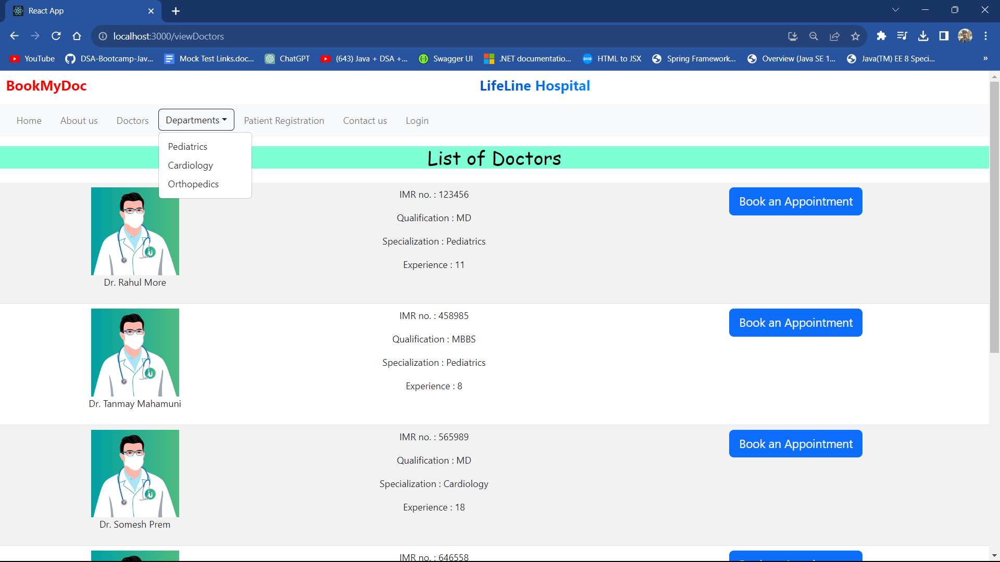 React App
localhost:3000/viewDoctors
YouTube DSA-Bootcamp-Jav... Mock Test Links.doc... ChatGPT (643) Java + DSA +... Swagger UI .NET documentatio... HTML to JSX Spring Framework... Overview (Java SE 1... Java(TM) EE 8 Speci... »
BookMyDoc LifeLine Hospital
Home About us Doctors Departments Patient Registration Contact us Login
Pediatrics
Cardiology
Orthopedics
List of Doctors
IMR no. : 123456
Qualification : MD
Specialization : Pediatrics
Experience : 11
Dr. Rahul More
Book an Appointment
IMR no. : 458985
Qualification : MBBS
Specialization : Pediatrics
Experience : 8
Dr. Tanmay Mahamuni
Book an Appointment
IMR no. : 565989
Qualification : MD
Specialization : Cardiology
Experience : 18
Dr. Somesh Prem
Book an Appointment
IMR no. : 646558